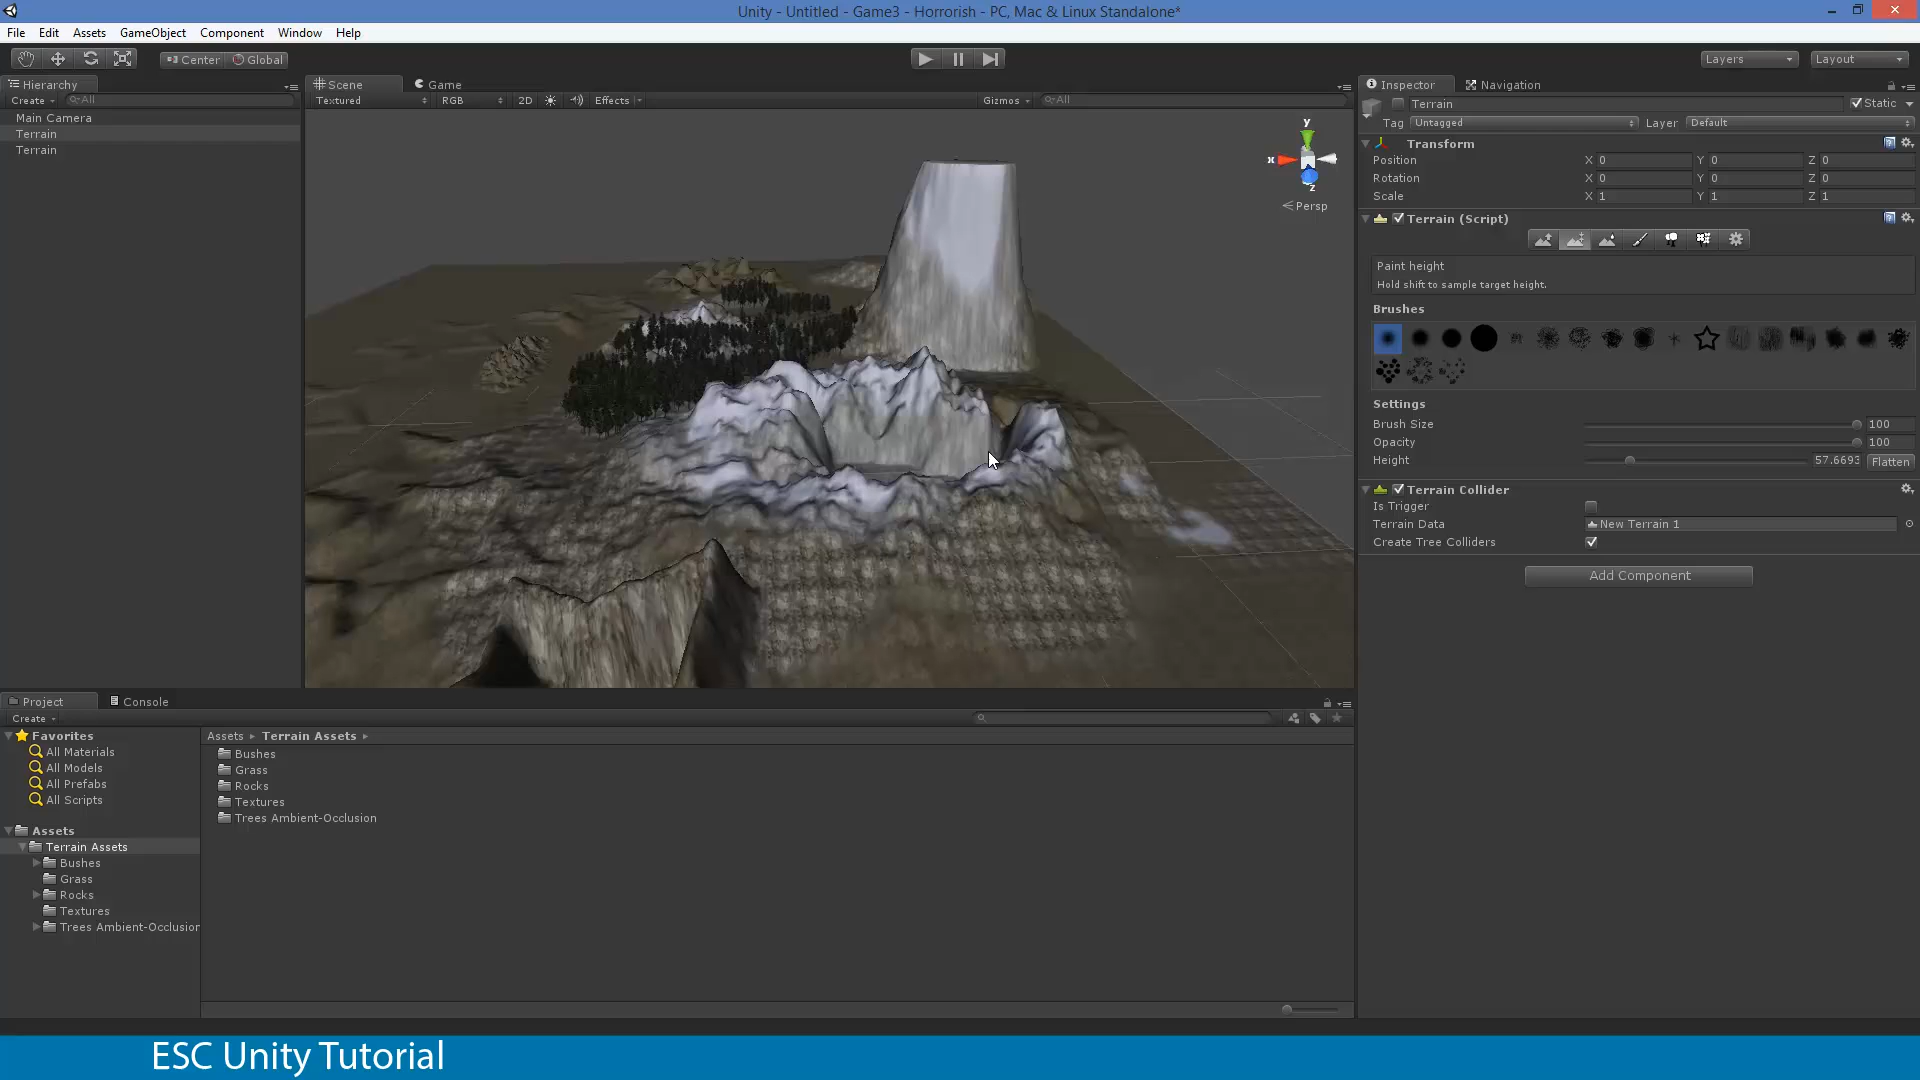 Unity - Untitled - Game3 - Horrorish - PC, Mac & Linux Standalone*
File Edit Assets GameObject Component Window Help
Center Global Layers Layout
Hierarchy
Create All
Main Camera
Terrain
Terrain
Scene Game
Textured RGB 2D Effects Gizmos All
y
x
z
Persp
Inspector Navigation
Terrain Static
Tag Untagged Layer Default
Transform
Position X 0 Y 0 Z 0
Rotation X 0 Y 0 Z 0
Scale X 1 Y 1 Z 1
Terrain (Script)
Paint height
Hold shift to sample target height.
Brushes
Settings
Brush Size 100
Opacity 100
Height 57.6693 Flatten
Terrain Collider
Is Trigger
Terrain Data New Terrain 1
Create Tree Colliders
Add Component
Project Console
Create
Favorites
All Materials
All Models
All Prefabs
All Scripts
Assets
Terrain Assets
Bushes
Grass
Rocks
Textures
Trees Ambient-Occlusion
Assets Terrain Assets
Bushes
Grass
Rocks
Textures
Trees Ambient-Occlusion
ESC Unity Tutorial